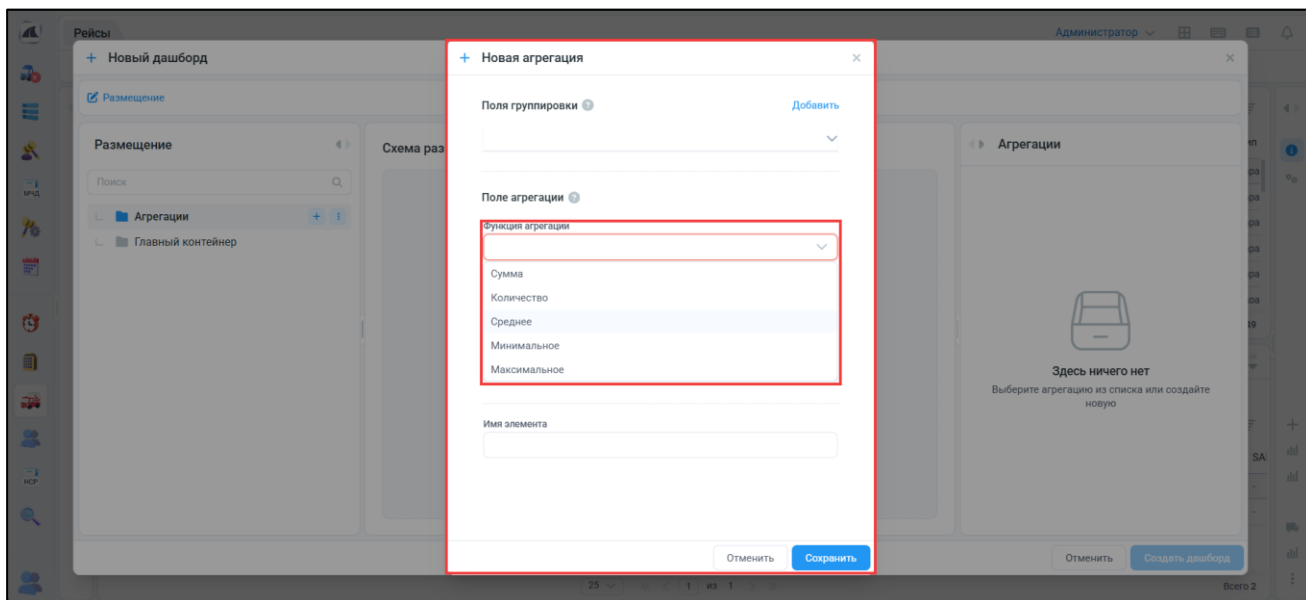 Рейсы
Администратор
+ Новый дашборд
Размещение
Размещение
Поиск
Агрегации
Главный контейнер
Схема раз
+ Новая агрегация
Поля группировки
Добавить
Поле агрегации
Функция агрегации
Сумма
Количество
Среднее
Минимальное
Максимальное
Имя элемента
Отменить
Сохранить
Агрегации
Здесь ничего нет
Выберите агрегацию из списка или создайте
новую
Отменить
Создать дашборд
МЧД
НСР
25
1 из 1
Всего 2